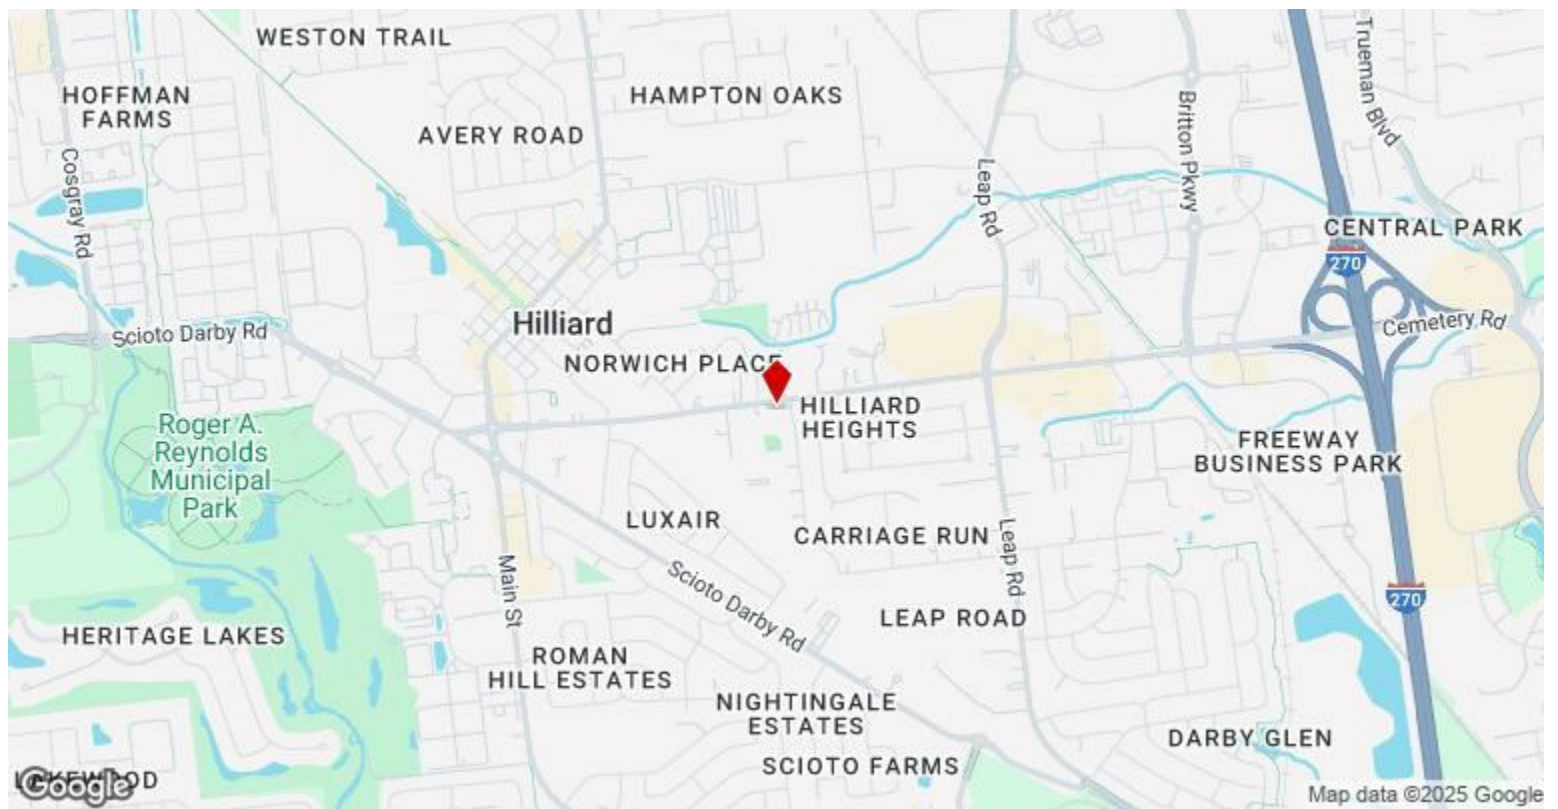 WESTON TRAIL
HOFFMAN
FARMS
HAMPTON OAKS
AVERY ROAD
Trueman Blvd
Britton Pkwy
Cosgray Rd
Leap Rd
CENTRAL PARK
270
Scioto Darby Rd
Hilliard
Cemetery Rd
NORWICH PLACE
HILLIARD
HEIGHTS
Roger A.
Reynolds
Municipal
Park
FREEWAY
BUSINESS PARK
LUXAIR
CARRIAGE RUN
Main St
Scioto Darby Rd
Leap Rd
270
LEAP ROAD
HERITAGE LAKES
ROMAN
HILL ESTATES
NIGHTINGALE
ESTATES
DARBY GLEN
SCIOTO FARMS
Google
Map data ©2025 Google